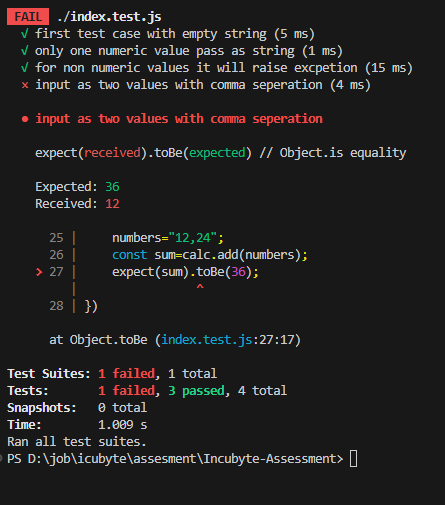 FAIL ./index.test.js
√ first test case with empty string (5 ms)
√ only one numeric value pass as string (1 ms)
√ for non numeric values it will raise excpetion (15 ms)
× input as two values with comma seperation (4 ms)
● input as two values with comma seperation
expect(received).toBe(expected) // Object.is equality
Expected: 36
Received: 12
25 | numbers="12,24";
26 | const sum=calc.add(numbers);
> 27 | expect(sum).toBe(36);
| ^
28 | })
at Object.toBe (index.test.js:27:17)
Test Suites: 1 failed, 1 total
Tests: 1 failed, 3 passed, 4 total
Snapshots: 0 total
Time: 1.009 s
Ran all test suites.
PS D:\job\icubyte\assesment\Incubyte-Assessment>